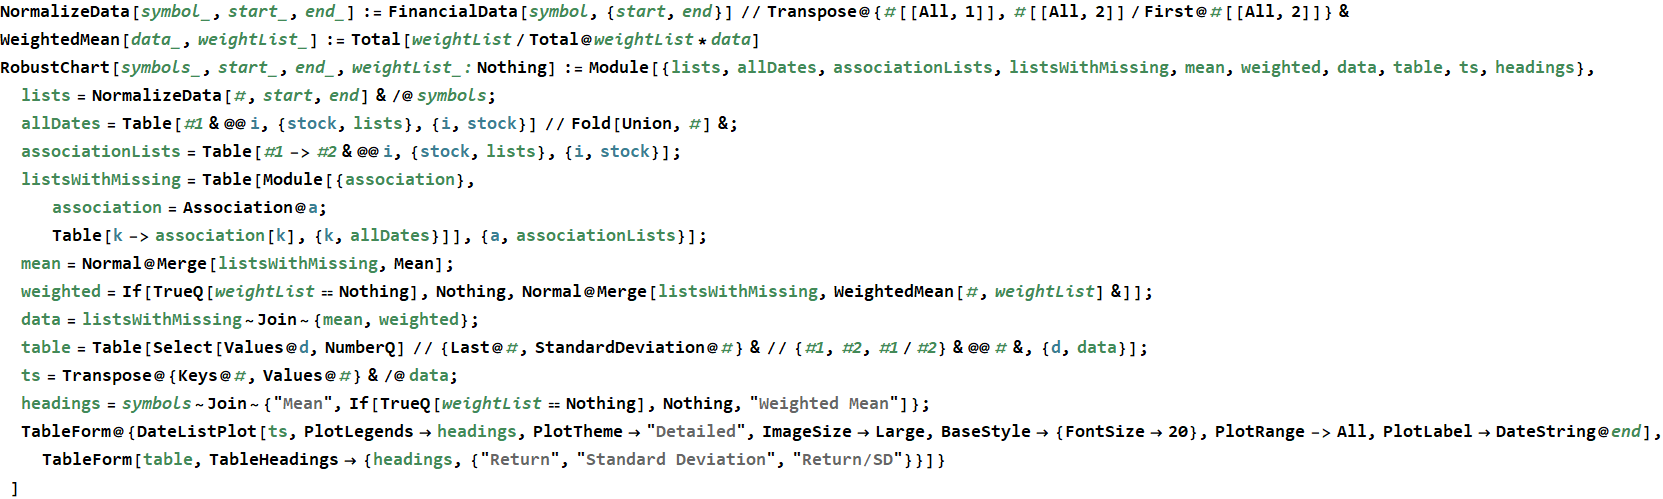 NormalizeData[symbol_, start_, end_] := FinancialData[symbol, {start, end}] // Transpose@{#[[All, 1]], #[[All, 2]] / First@#[[All, 2]]} &
WeightedMean[data_, weightList_] := Total[weightList / Total@weightList * data]
RobustChart[symbols_, start_, end_, weightList_: Nothing] := Module[{lists, allDates, associationLists, listsWithMissing, mean, weighted, data, table, ts, headings},
lists = NormalizeData[#, start, end] & /@ symbols;
allDates = Table[#1 & @@ i, {stock, lists}, {i, stock}] // Fold[Union, #] &;
associationLists = Table[#1 -> #2 & @@ i, {stock, lists}, {i, stock}];
listsWithMissing = Table[Module[{association},
association = Association@a;
Table[k -> association[k], {k, allDates}]], {a, associationLists}];
mean = Normal@Merge[listsWithMissing, Mean];
weighted = If[TrueQ[weightList == Nothing], Nothing, Normal@Merge[listsWithMissing, WeightedMean[#, weightList] &]];
data = listsWithMissing~Join~{mean, weighted};
table = Table[Select[Values@d, NumberQ] // {Last@#, StandardDeviation@#} & // {#1, #2, #1 / #2} & @@ # &, {d, data}];
ts = Transpose@{Keys@#, Values@#} & /@ data;
headings = symbols~Join~{"Mean", If[TrueQ[weightList == Nothing], Nothing, "Weighted Mean"]};
TableForm@{DateListPlot[ts, PlotLegends → headings, PlotTheme → "Detailed", ImageSize → Large, BaseStyle → {FontSize → 20}, PlotRange -> All, PlotLabel → DateString@end],
TableForm[table, TableHeadings → {headings, {"Return", "Standard Deviation", "Return/SD"}}]}
]